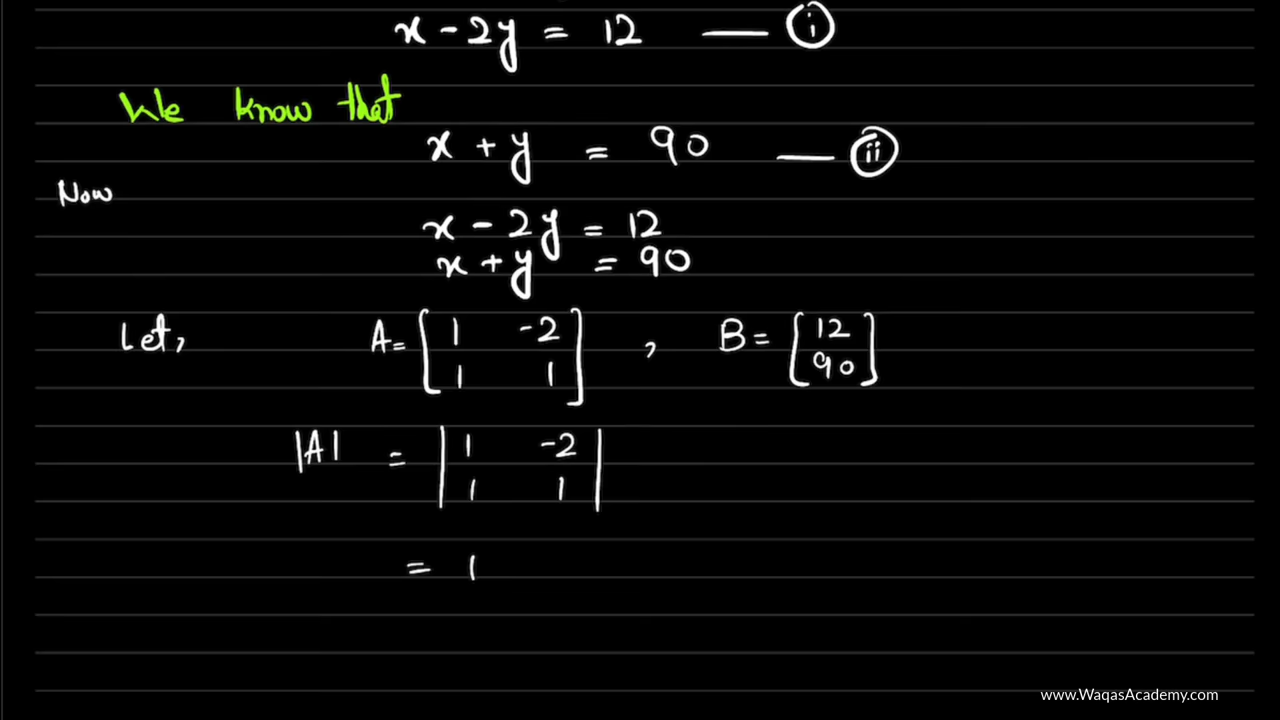 x - 2y = 12 —— (i)
We know that
x + y = 90 —— (ii)
Now
x - 2y = 12
x + y = 90
Let, A = [ 1 -2 ] , B = [ 12 ]
[ 1 1 ] [ 90 ]
|A| = | 1 -2 |
| 1 1 |
= 1
www.WaqasAcademy.com